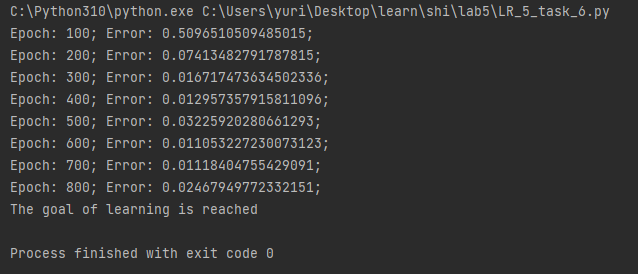 C:\Python310\python.exe C:\Users\yuri\Desktop\learn\shi\lab5\LR_5_task_6.py
Epoch: 100; Error: 0.5096510509485015;
Epoch: 200; Error: 0.07413482791787815;
Epoch: 300; Error: 0.016717473634502336;
Epoch: 400; Error: 0.012957357915811096;
Epoch: 500; Error: 0.03225920280661293;
Epoch: 600; Error: 0.011053227230073123;
Epoch: 700; Error: 0.01118404755429091;
Epoch: 800; Error: 0.02467949772332151;
The goal of learning is reached
Process finished with exit code 0